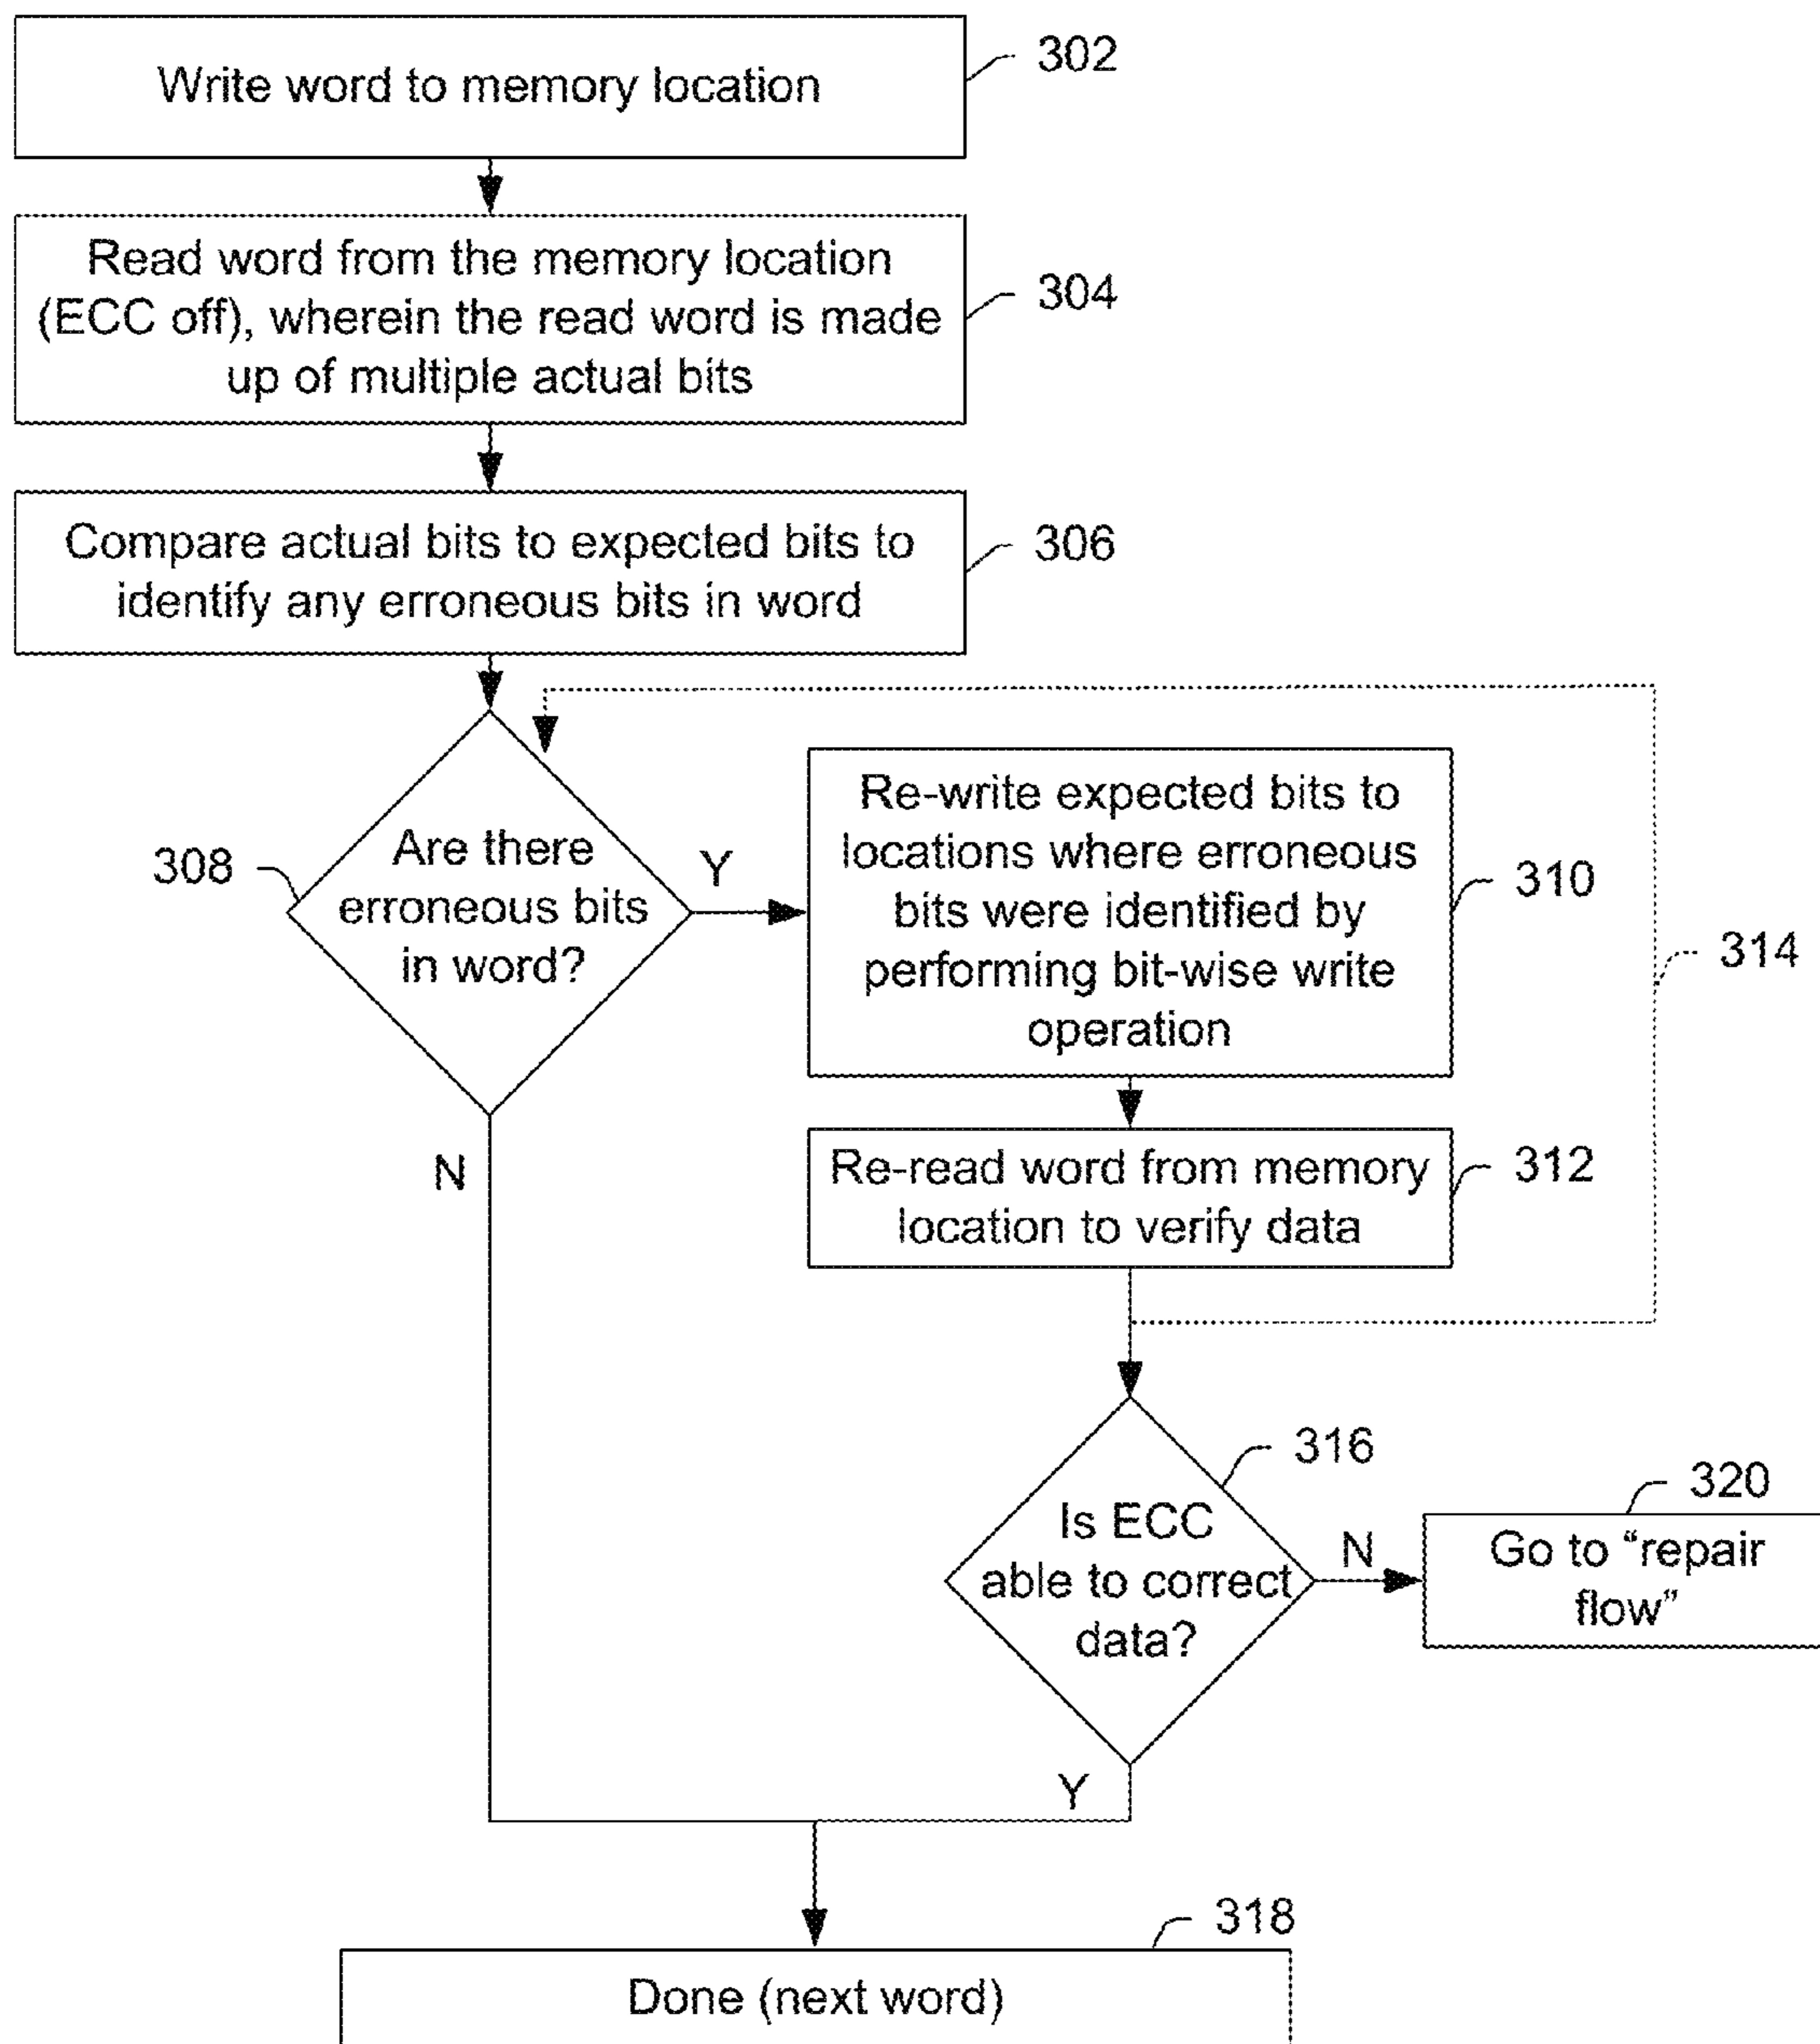 Write word to memory location
302
Read word from the memory location
(ECC off), wherein the read word is made
up of multiple actual bits
304
Compare actual bits to expected bits to
identify any erroneous bits in word
306
308
Are there
erroneous bits
in word?
Y
N
Re-write expected bits to
locations where erroneous
bits were identified by
performing bit-wise write
operation
310
314
Re-read word from memory
location to verify data
312
316
Is ECC
able to correct
data?
N
Y
320
Go to “repair
flow”
318
Done (next word)